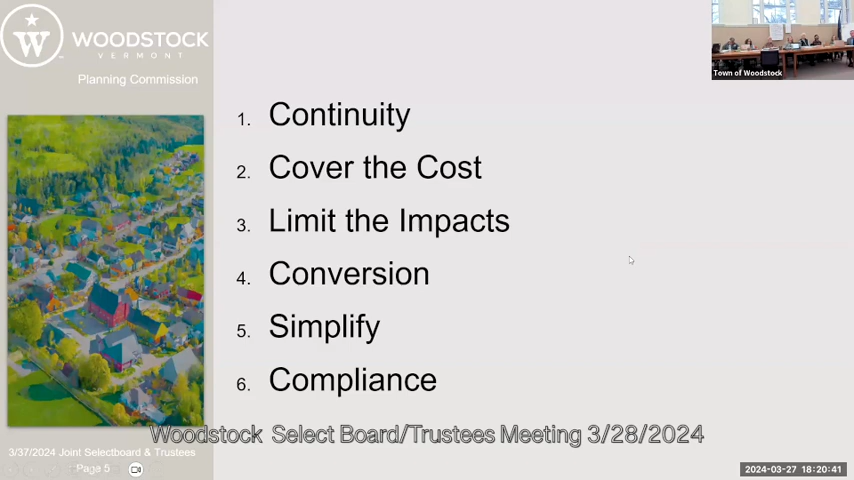 W
WOODSTOCK
VERMONT
Planning Commission
1. Continuity
2. Cover the Cost
3. Limit the Impacts
4. Conversion
5. Simplify
6. Compliance
Woodstock Select Board/Trustees Meeting 3/28/2024
3/37/2024 Joint Selectboard & Trustees
Page 5
Town of Woodstock
2024-03-27 18:20:41